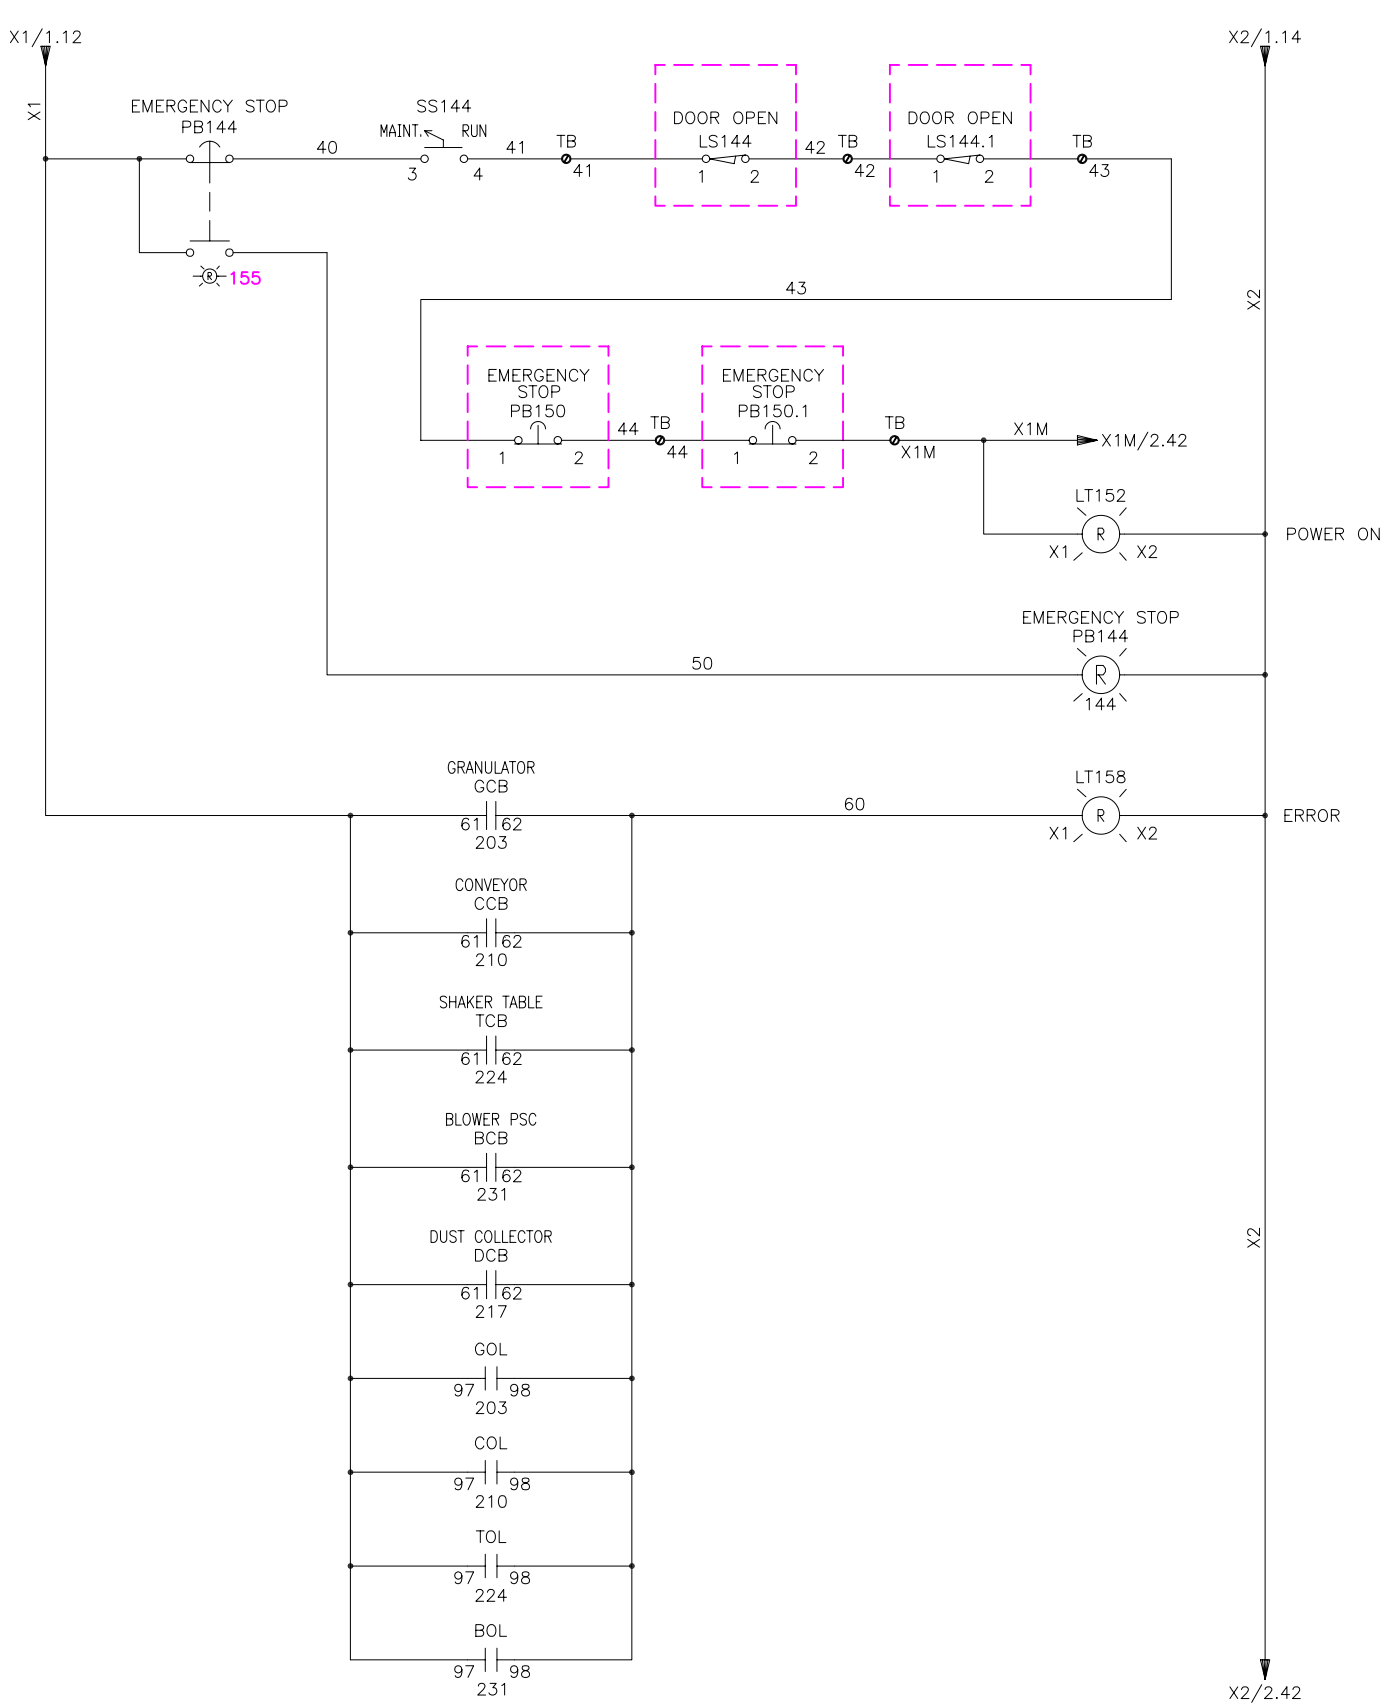 X1/1.12
X2/1.14
X1
EMERGENCY STOP
PB144
40
SS144
MAINT. RUN
3 4
41
TB
41
DOOR OPEN
LS144
1 2
42
TB
42
DOOR OPEN
LS144.1
1 2
TB
43
R 155
43
X2
EMERGENCY
STOP
PB150
1 2
44
TB
44
EMERGENCY
STOP
PB150.1
1 2
TB
X1M
X1M
X1M/2.42
LT152
R
X1 X2
POWER ON
EMERGENCY STOP
PB144
R
144
50
GRANULATOR
GCB
61 62
203
60
LT158
R
X1 X2
ERROR
CONVEYOR
CCB
61 62
210
SHAKER TABLE
TCB
61 62
224
BLOWER PSC
BCB
61 62
231
DUST COLLECTOR
DCB
61 62
217
X2
GOL
97 98
203
COL
97 98
210
TOL
97 98
224
BOL
97 98
231
X2/2.42